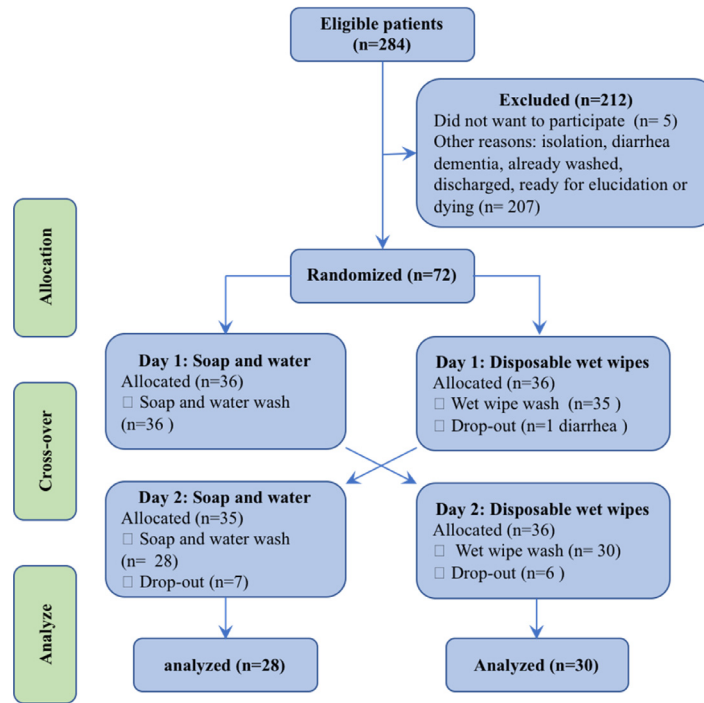 Eligible patients
(n=284)
Excluded (n=212)
Did not want to participate (n= 5)
Other reasons: isolation, diarrhea
dementia, already washed,
discharged, ready for elucidation or
dying (n= 207)
Allocation
Randomized (n=72)
Day 1: Soap and water
Allocated (n=36)
□ Soap and water wash
(n=36 )
Day 1: Disposable wet wipes
Allocated (n=36)
□ Wet wipe wash (n=35 )
□ Drop-out (n=1 diarrhea )
Cross-over
Day 2: Soap and water
Allocated (n=35)
□ Soap and water wash
(n= 28)
□ Drop-out (n=7)
Day 2: Disposable wet wipes
Allocated (n=36)
□ Wet wipe wash (n= 30)
□ Drop-out (n=6 )
Analyze
analyzed (n=28)
Analyzed (n=30)